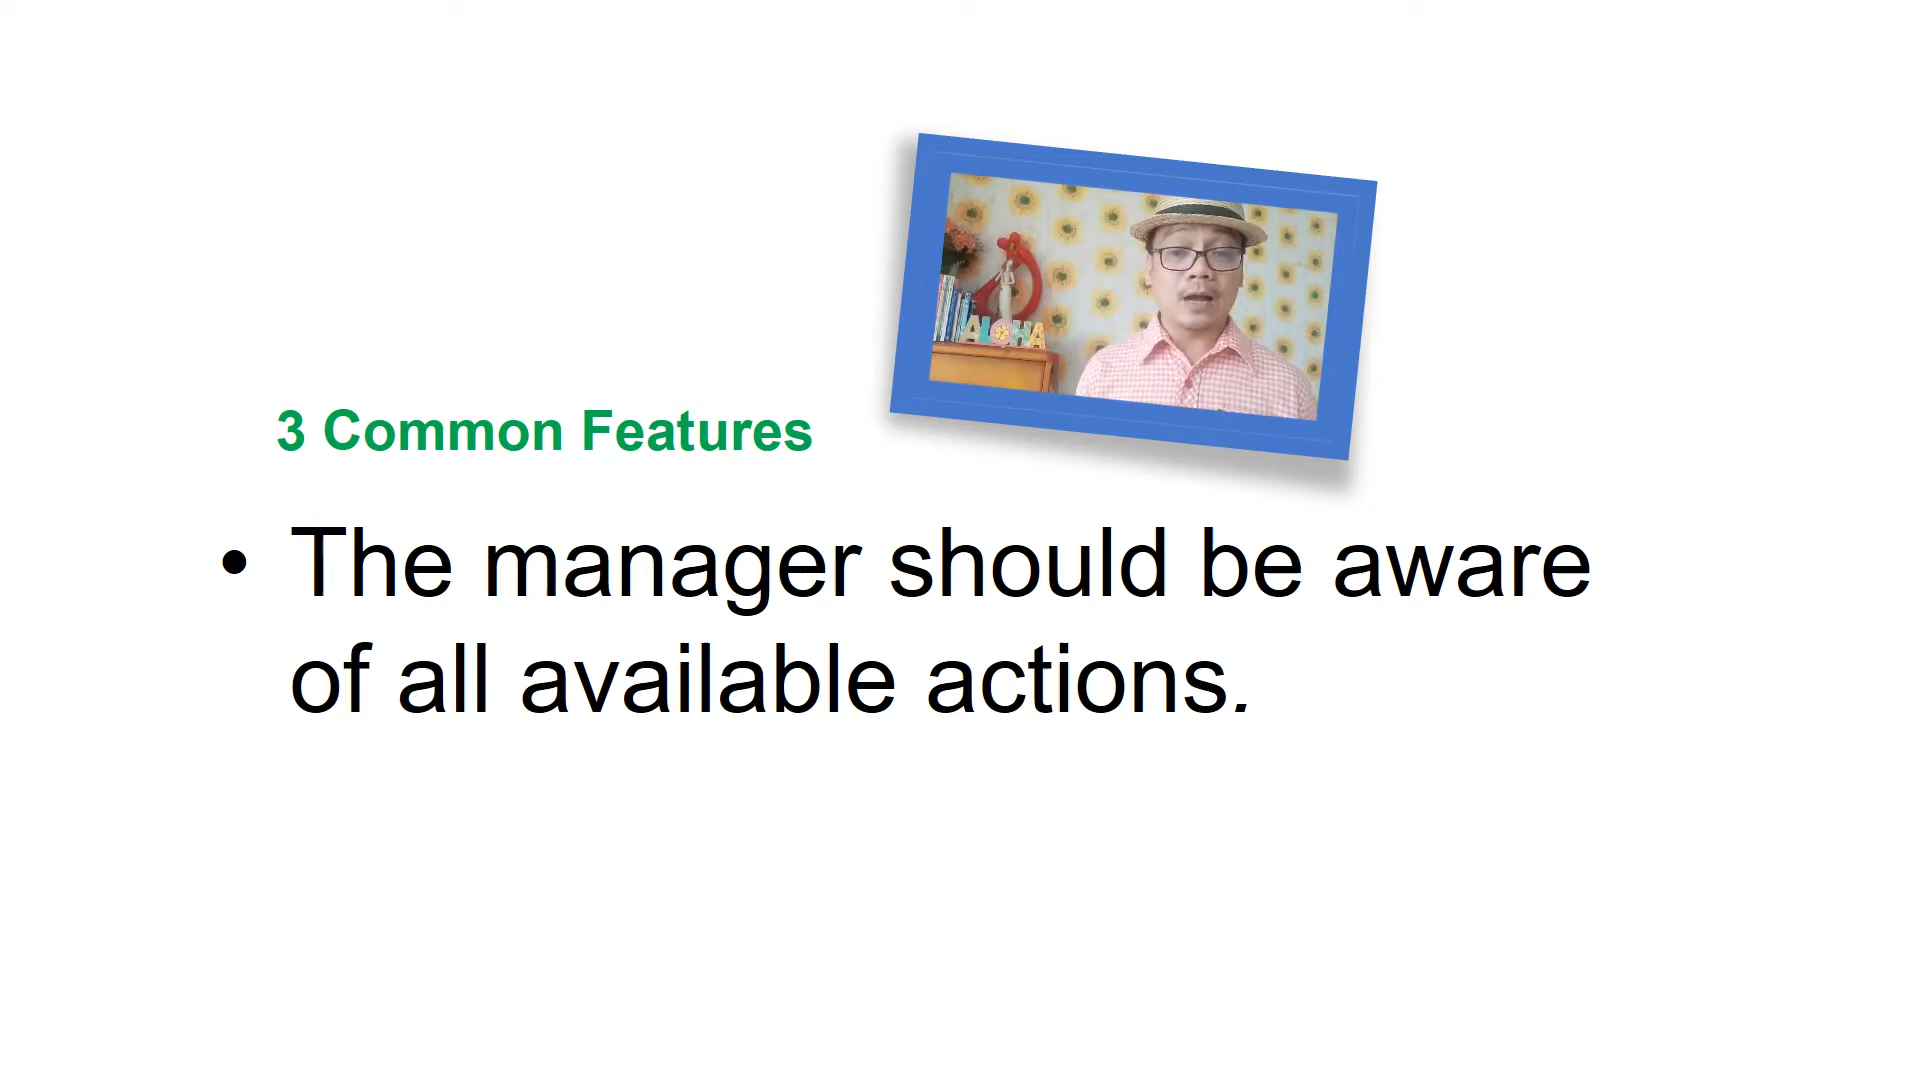 ALOHA
3 Common Features
• The manager should be aware
of all available actions.